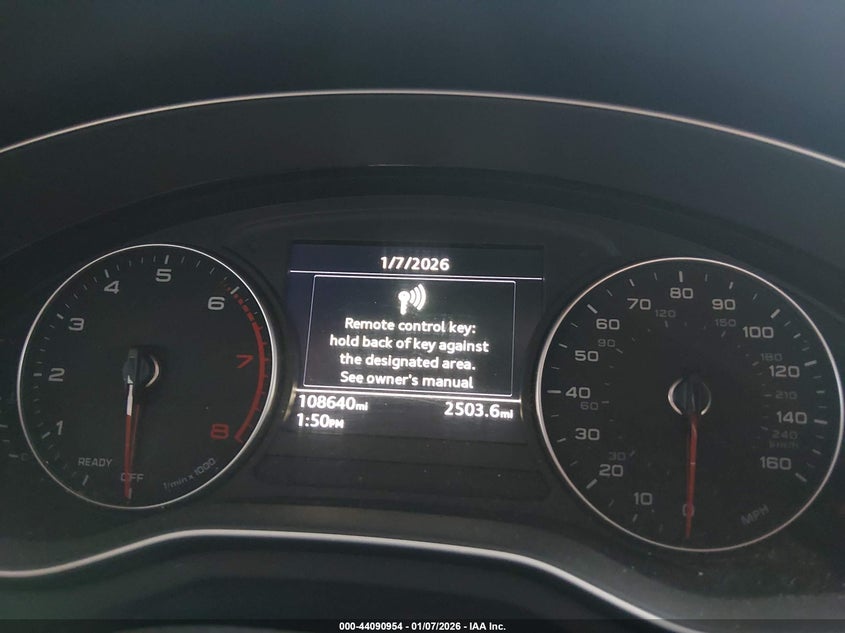 1/7/2026
Remote control key:
hold back of key against
the designated area.
See owner's manual
108640mi 2503.6mi
1:50PM
READY
OFF
1
2
3
4
5
6
7
8
1/min x 1000
0
10
20
30
40
50
60
70
80
90
100
120
140
160
30
60
90
120
150
180
210
240
km/h
MPH
000-44090954 - 01/07/2026 - IAA Inc.